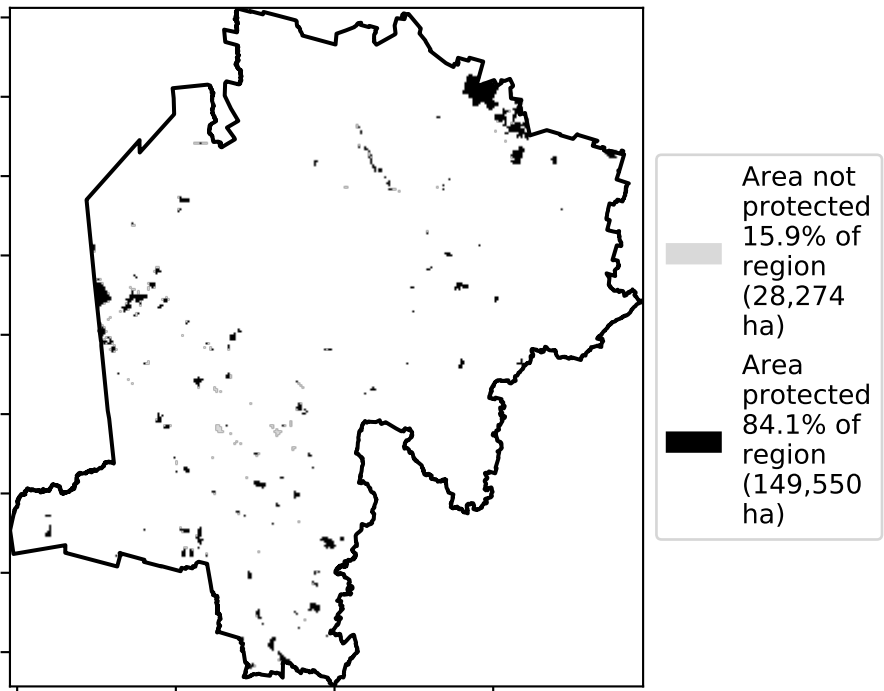 Area not
protected
15.9% of
region
(28,274
ha)
Area
protected
84.1% of
region
(149,550
ha)